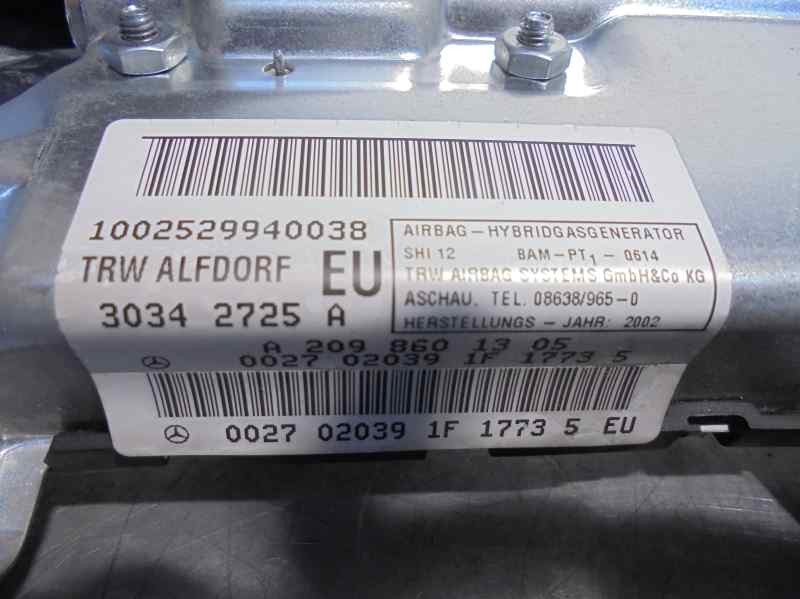 1002529940038
TRW ALFDORF EU
30342 2725 A
AIRBAG - HYBRIDGASGENERATOR
SHI 12 BAM-PT1 - 0614
TRW AIRBAG SYSTEMS GmbH&Co KG
ASCHAU. TEL. 08638/965-0
HERSTELLUNGS - JAHR: 2002
A 209 860 13 05
0027 02039 1F 1773 5
0027 02039 1F 1773 5 EU